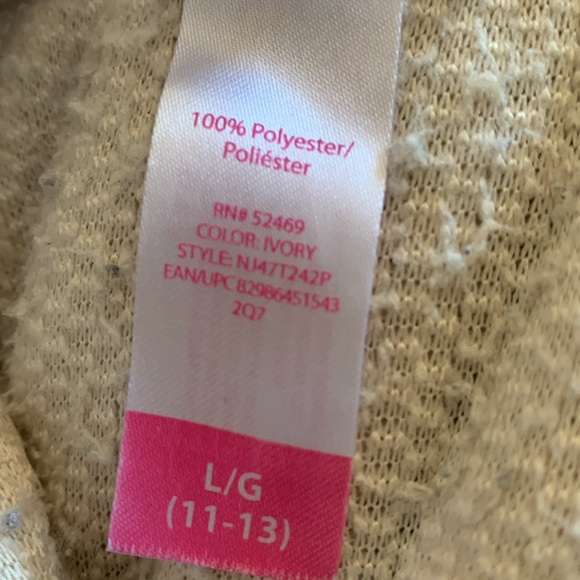 100% Polyester/
Poliéster
RN# 52469
COLOR: IVORY
STYLE: NJ47T242P
EAN/UPC 82986451543
2Q7
L/G
(11-13)